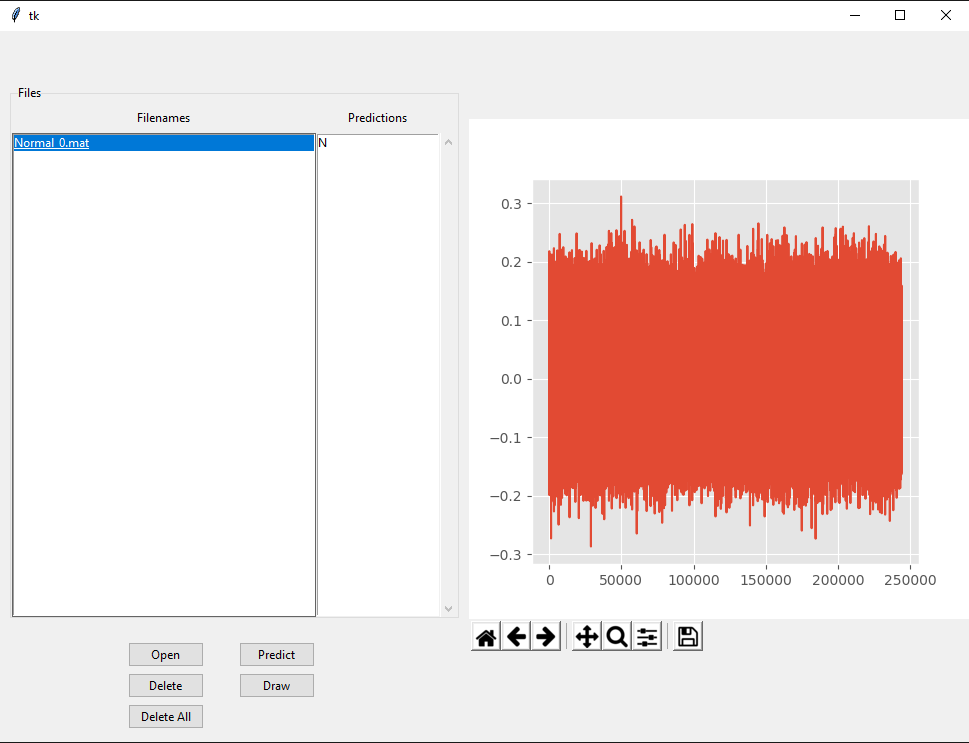 tk
Files
Filenames Predictions
Normal_0.mat N
0.3
0.2
0.1
0.0
−0.1
−0.2
−0.3
0 50000 100000 150000 200000 250000
Open Predict
Delete Draw
Delete All